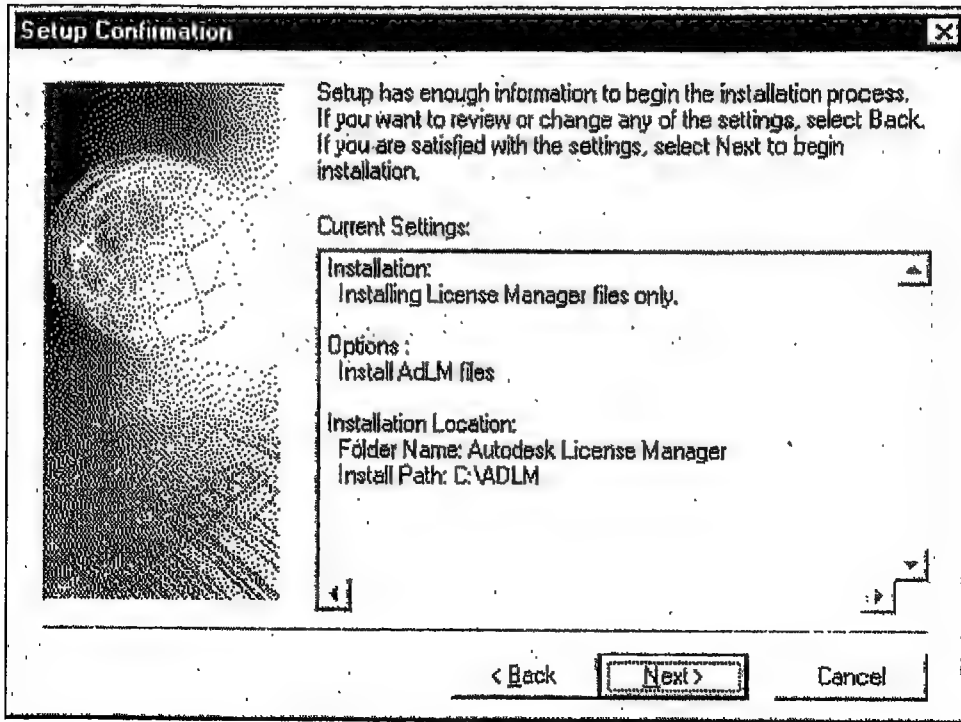 Setup Confirmation
Setup has enough information to begin the installation process.
If you want to review or change any of the settings, select Back.
If you are satisfied with the settings, select Next to begin
installation.
Current Settings:
Installation:
Installing License Manager files only.
Options :
Install AdLM files
Installation Location:
Folder Name: Autodesk License Manager
Install Path: C:\ADLM
< Back
Next >
Cancel